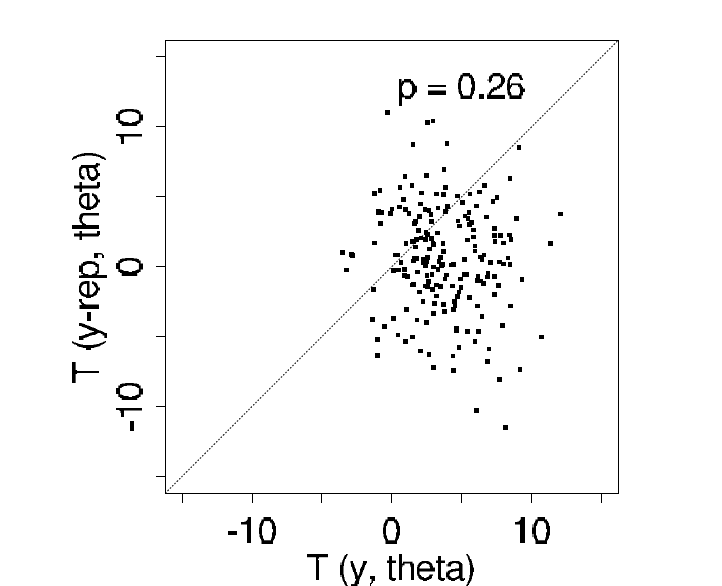 p = 0.26
T (y-rep, theta)
10
0
-10
-10 0 10
T (y, theta)